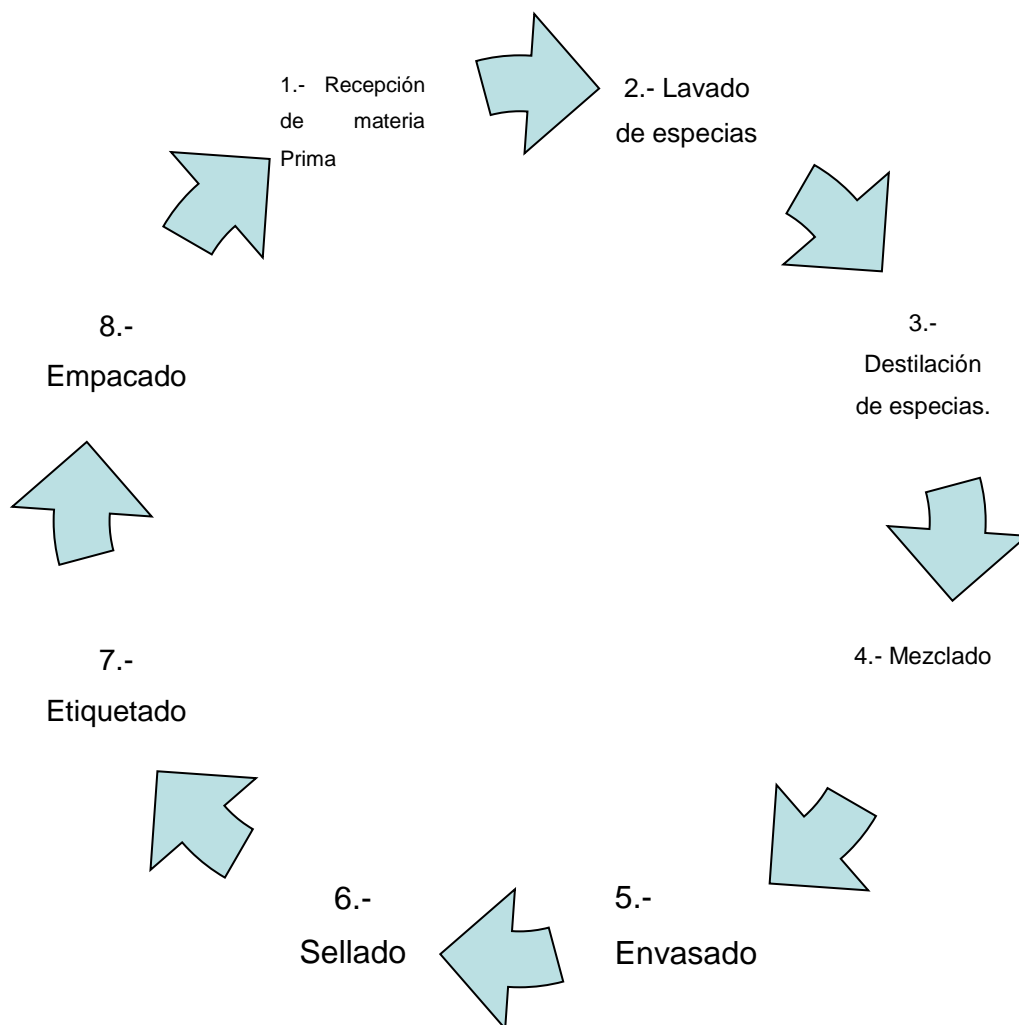 1.- Recepción
de materia
Prima
2.- Lavado
de especias
3.-
Destilación
de especias.
4.- Mezclado
5.-
Envasado
6.-
Sellado
7.-
Etiquetado
8.-
Empacado